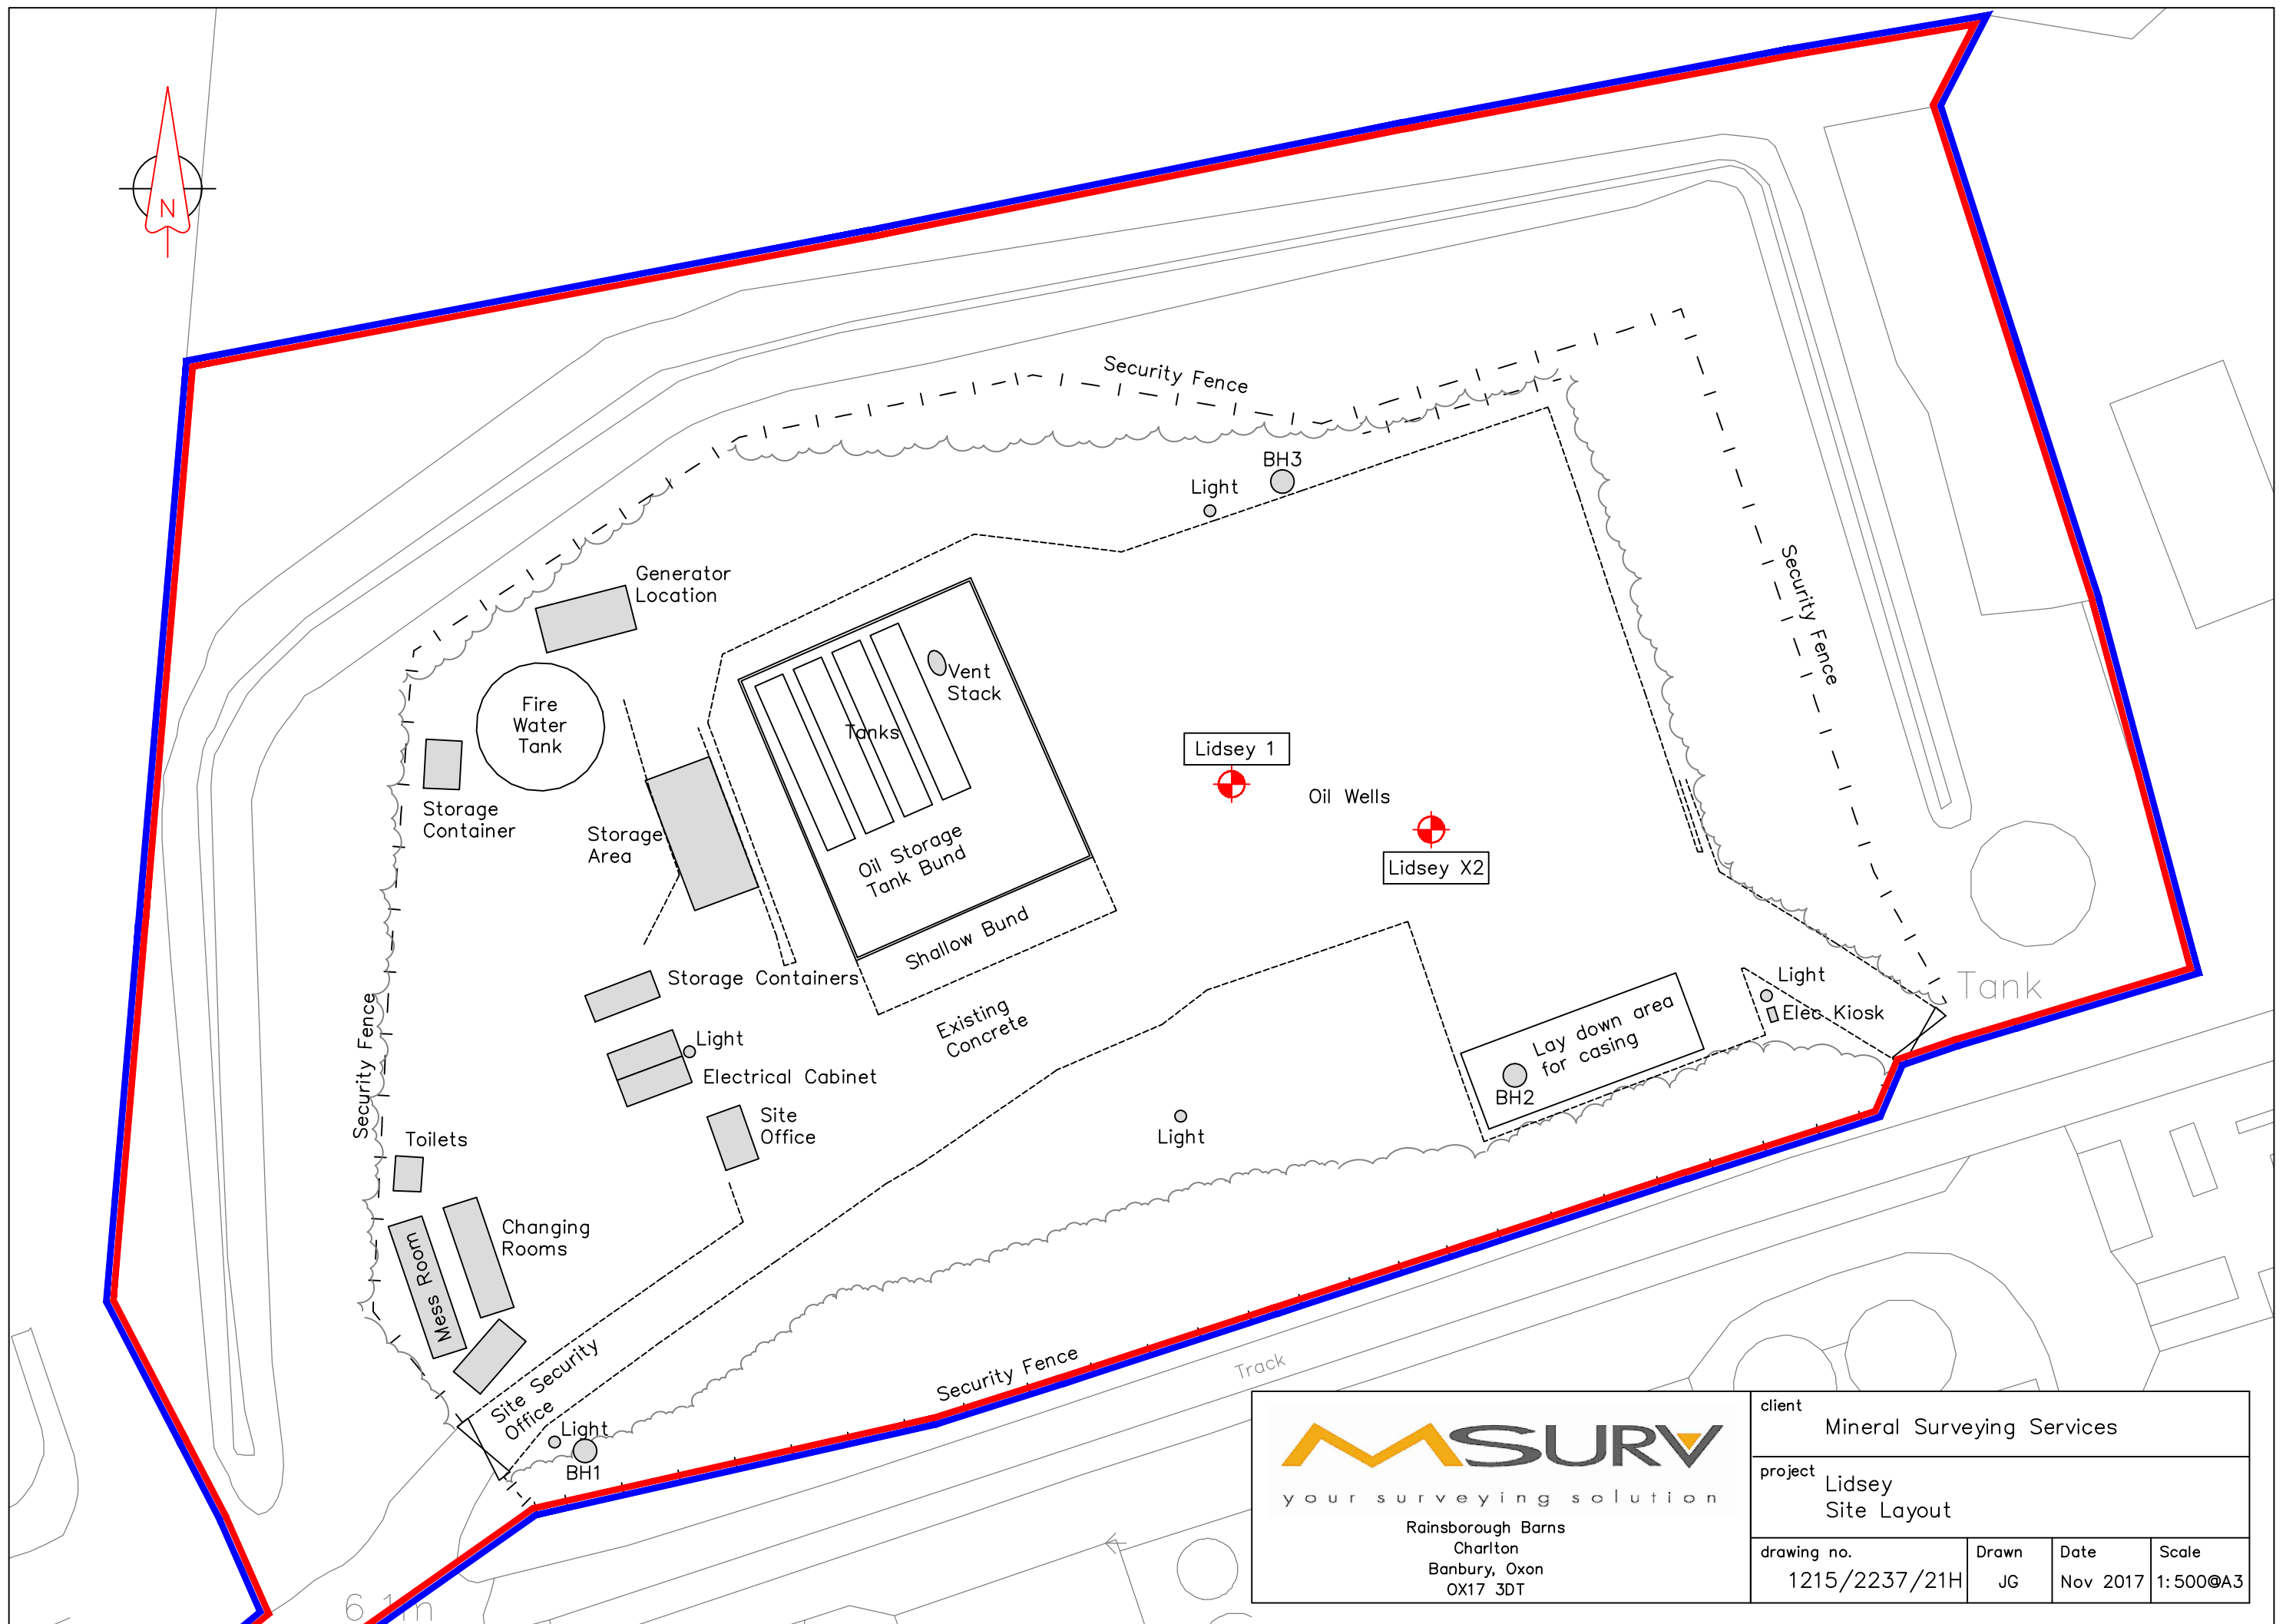 N
Security Fence
BH3
Light
Generator
Location
Security Fence
Fire
Water
Tank
Vent
Stack
Tanks
Lidsey 1
Oil Wells
Storage
Container
Storage
Area
Oil Storage
Tank Bund
Lidsey X2
Shallow Bund
Storage Containers
Light
Tank
Existing
Concrete
Elec Kiosk
Lay down area
for casing
BH2
Security Fence
Light
Electrical Cabinet
Site
Office
Light
Toilets
Changing
Rooms
Mess Room
Site Security
Office
Security Fence
Track
Light
BH1
6.1m
MSURV
your surveying solution
Rainsborough Barns
Charlton
Banbury, Oxon
OX17 3DT
client
Mineral Surveying Services
project
Lidsey
Site Layout
drawing no.
1215/2237/21H
Drawn
JG
Date
Nov 2017
Scale
1:500@A3